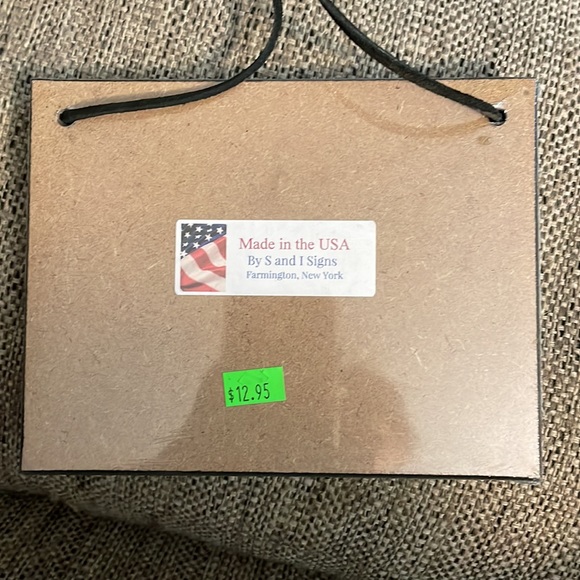 Made in the USA
By S and I Signs
Farmington, New York
$12.95